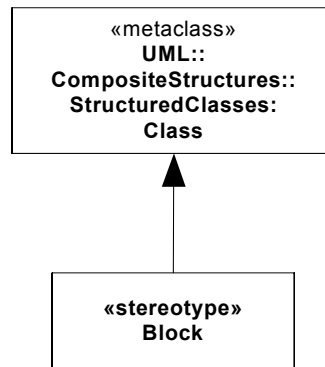 «metaclass»
UML::
CompositeStructures::
StructuredClasses:
Class
«stereotype»
Block